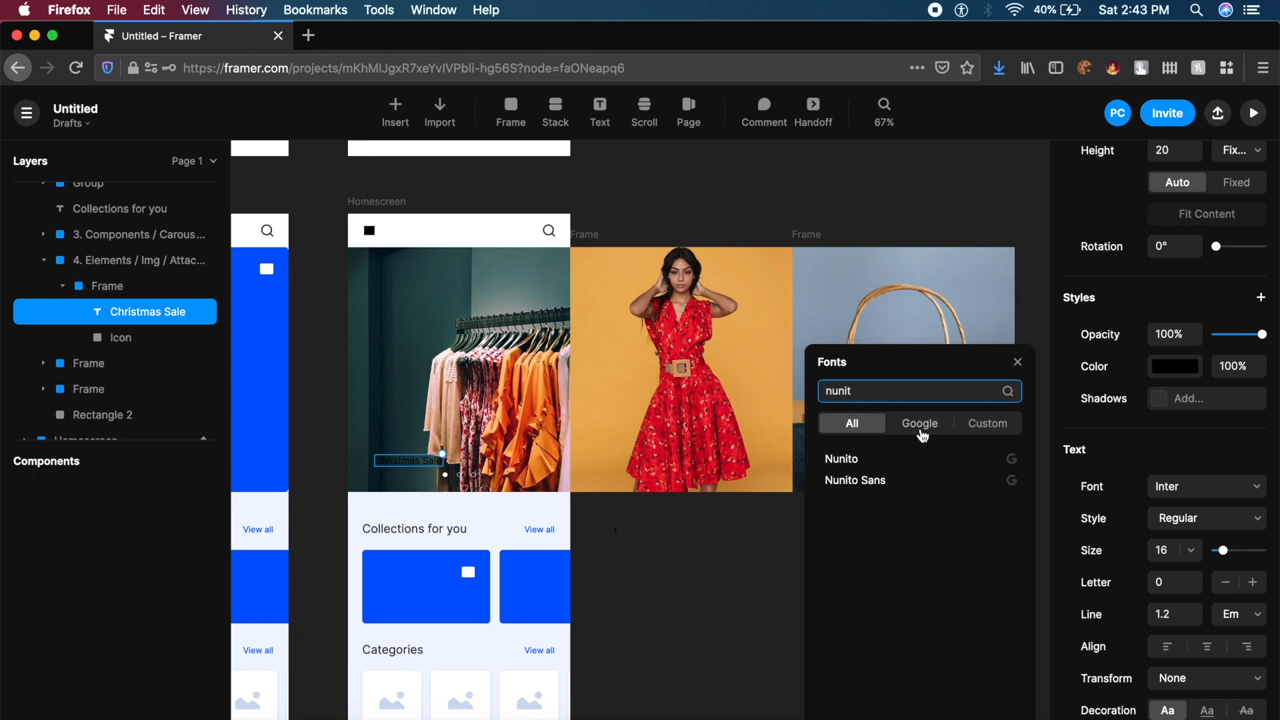 Firefox File Edit View History Bookmarks Tools Window Help 40% Sat 2:43 PM
Untitled – Framer
https://framer.com/projects/mKhMlJgxR7xeYvIVPbli-hg56S?node=faONeapq6
Untitled
Drafts
Insert Import Frame Stack Text Scroll Page Comment Handoff 67%
PC Invite
Layers Page 1
Group
Collections for you
3. Components / Carous...
4. Elements / Img / Attac...
Frame
Christmas Sale
Icon
Frame
Frame
Rectangle 2
Homescreen
Components
View all
View all
Homescreen
Frame
Frame
Christmas Sale
Collections for you View all
Categories View all
t
Fonts
nunit
All Google Custom
Nunito G
Nunito Sans G
Height 20 Fix...
Auto Fixed
Fit Content
Rotation 0°
Styles
Opacity 100%
Color 100%
Shadows Add...
Text
Font Inter
Style Regular
Size 16
Letter 0
Line 1.2 Em
Align
Transform None
Decoration Aa Aa Aa